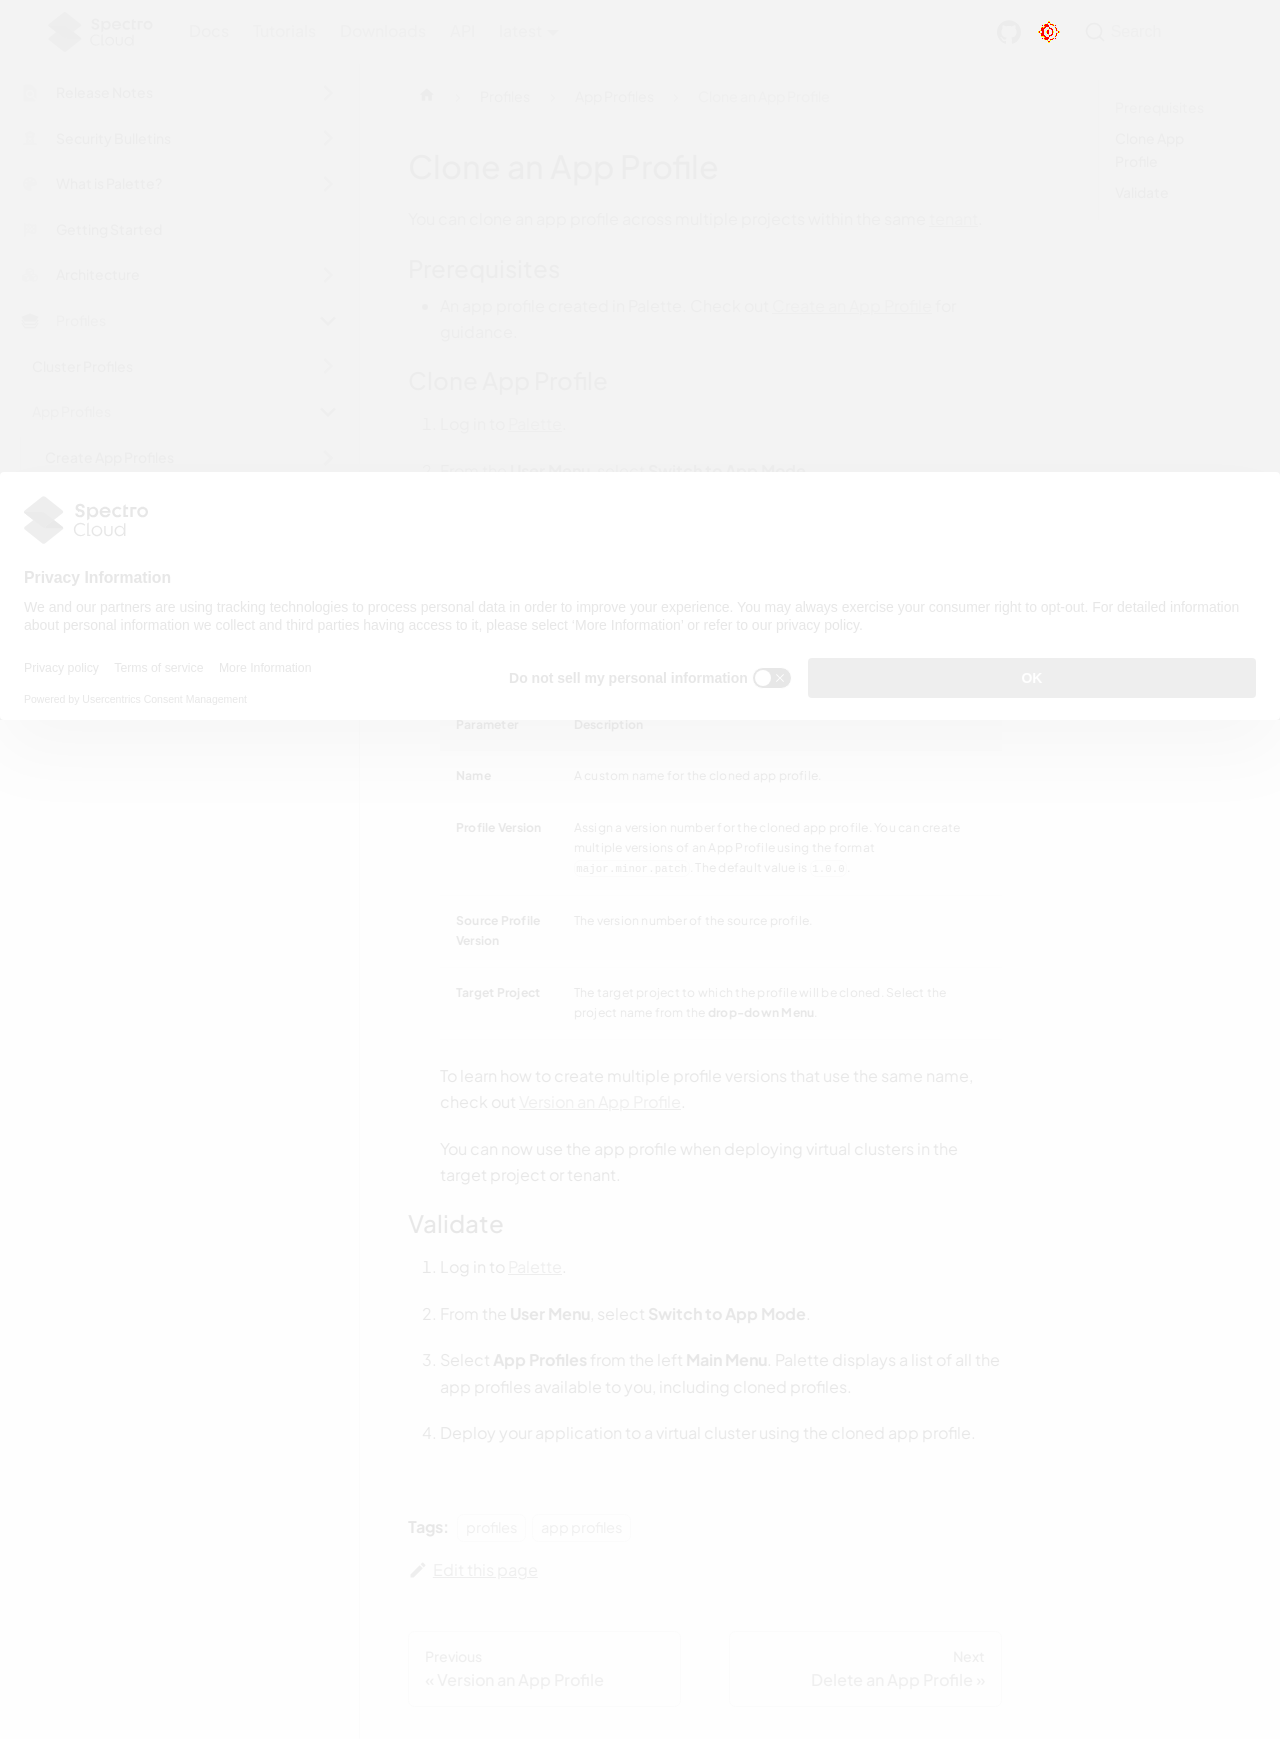 Spectro Cloud
Docs Tutorials Downloads API latest
Search
Release Notes
Security Bulletins
What is Palette?
Getting Started
Architecture
Profiles
Cluster Profiles
App Profiles
Create App Profiles
Profiles
App Profiles
Clone an App Profile
Prerequisites
Clone App
Profile
Validate
Clone an App Profile
You can clone an app profile across multiple projects within the same tenant.
Prerequisites
An app profile created in Palette. Check out Create an App Profile for
guidance.
Clone App Profile
1. Log in to Palette.
2. From the User Menu, select Switch to App Mode.
Spectro
Cloud
Privacy Information
We and our partners are using tracking technologies to process personal data in order to improve your experience. You may always exercise your consumer right to opt-out. For detailed information
about personal information we collect and third parties having access to it, please select 'More Information' or refer to our privacy policy.
Privacy policy Terms of service More Information
Powered by Usercentrics Consent Management
Do not sell my personal information
OK
Parameter Description
Name A custom name for the cloned app profile.
Profile Version Assign a version number for the cloned app profile. You can create
multiple versions of an App Profile using the format
major.minor.patch. The default value is 1.0.0.
Source Profile The version number of the source profile.
Version
Target Project The target project to which the profile will be cloned. Select the
project name from the drop-down Menu.
To learn how to create multiple profile versions that use the same name,
check out Version an App Profile.
You can now use the app profile when deploying virtual clusters in the
target project or tenant.
Validate
1. Log in to Palette.
2. From the User Menu, select Switch to App Mode.
3. Select App Profiles from the left Main Menu. Palette displays a list of all the
app profiles available to you, including cloned profiles.
4. Deploy your application to a virtual cluster using the cloned app profile.
Tags: profiles app profiles
Edit this page
Previous
« Version an App Profile
Next
Delete an App Profile »